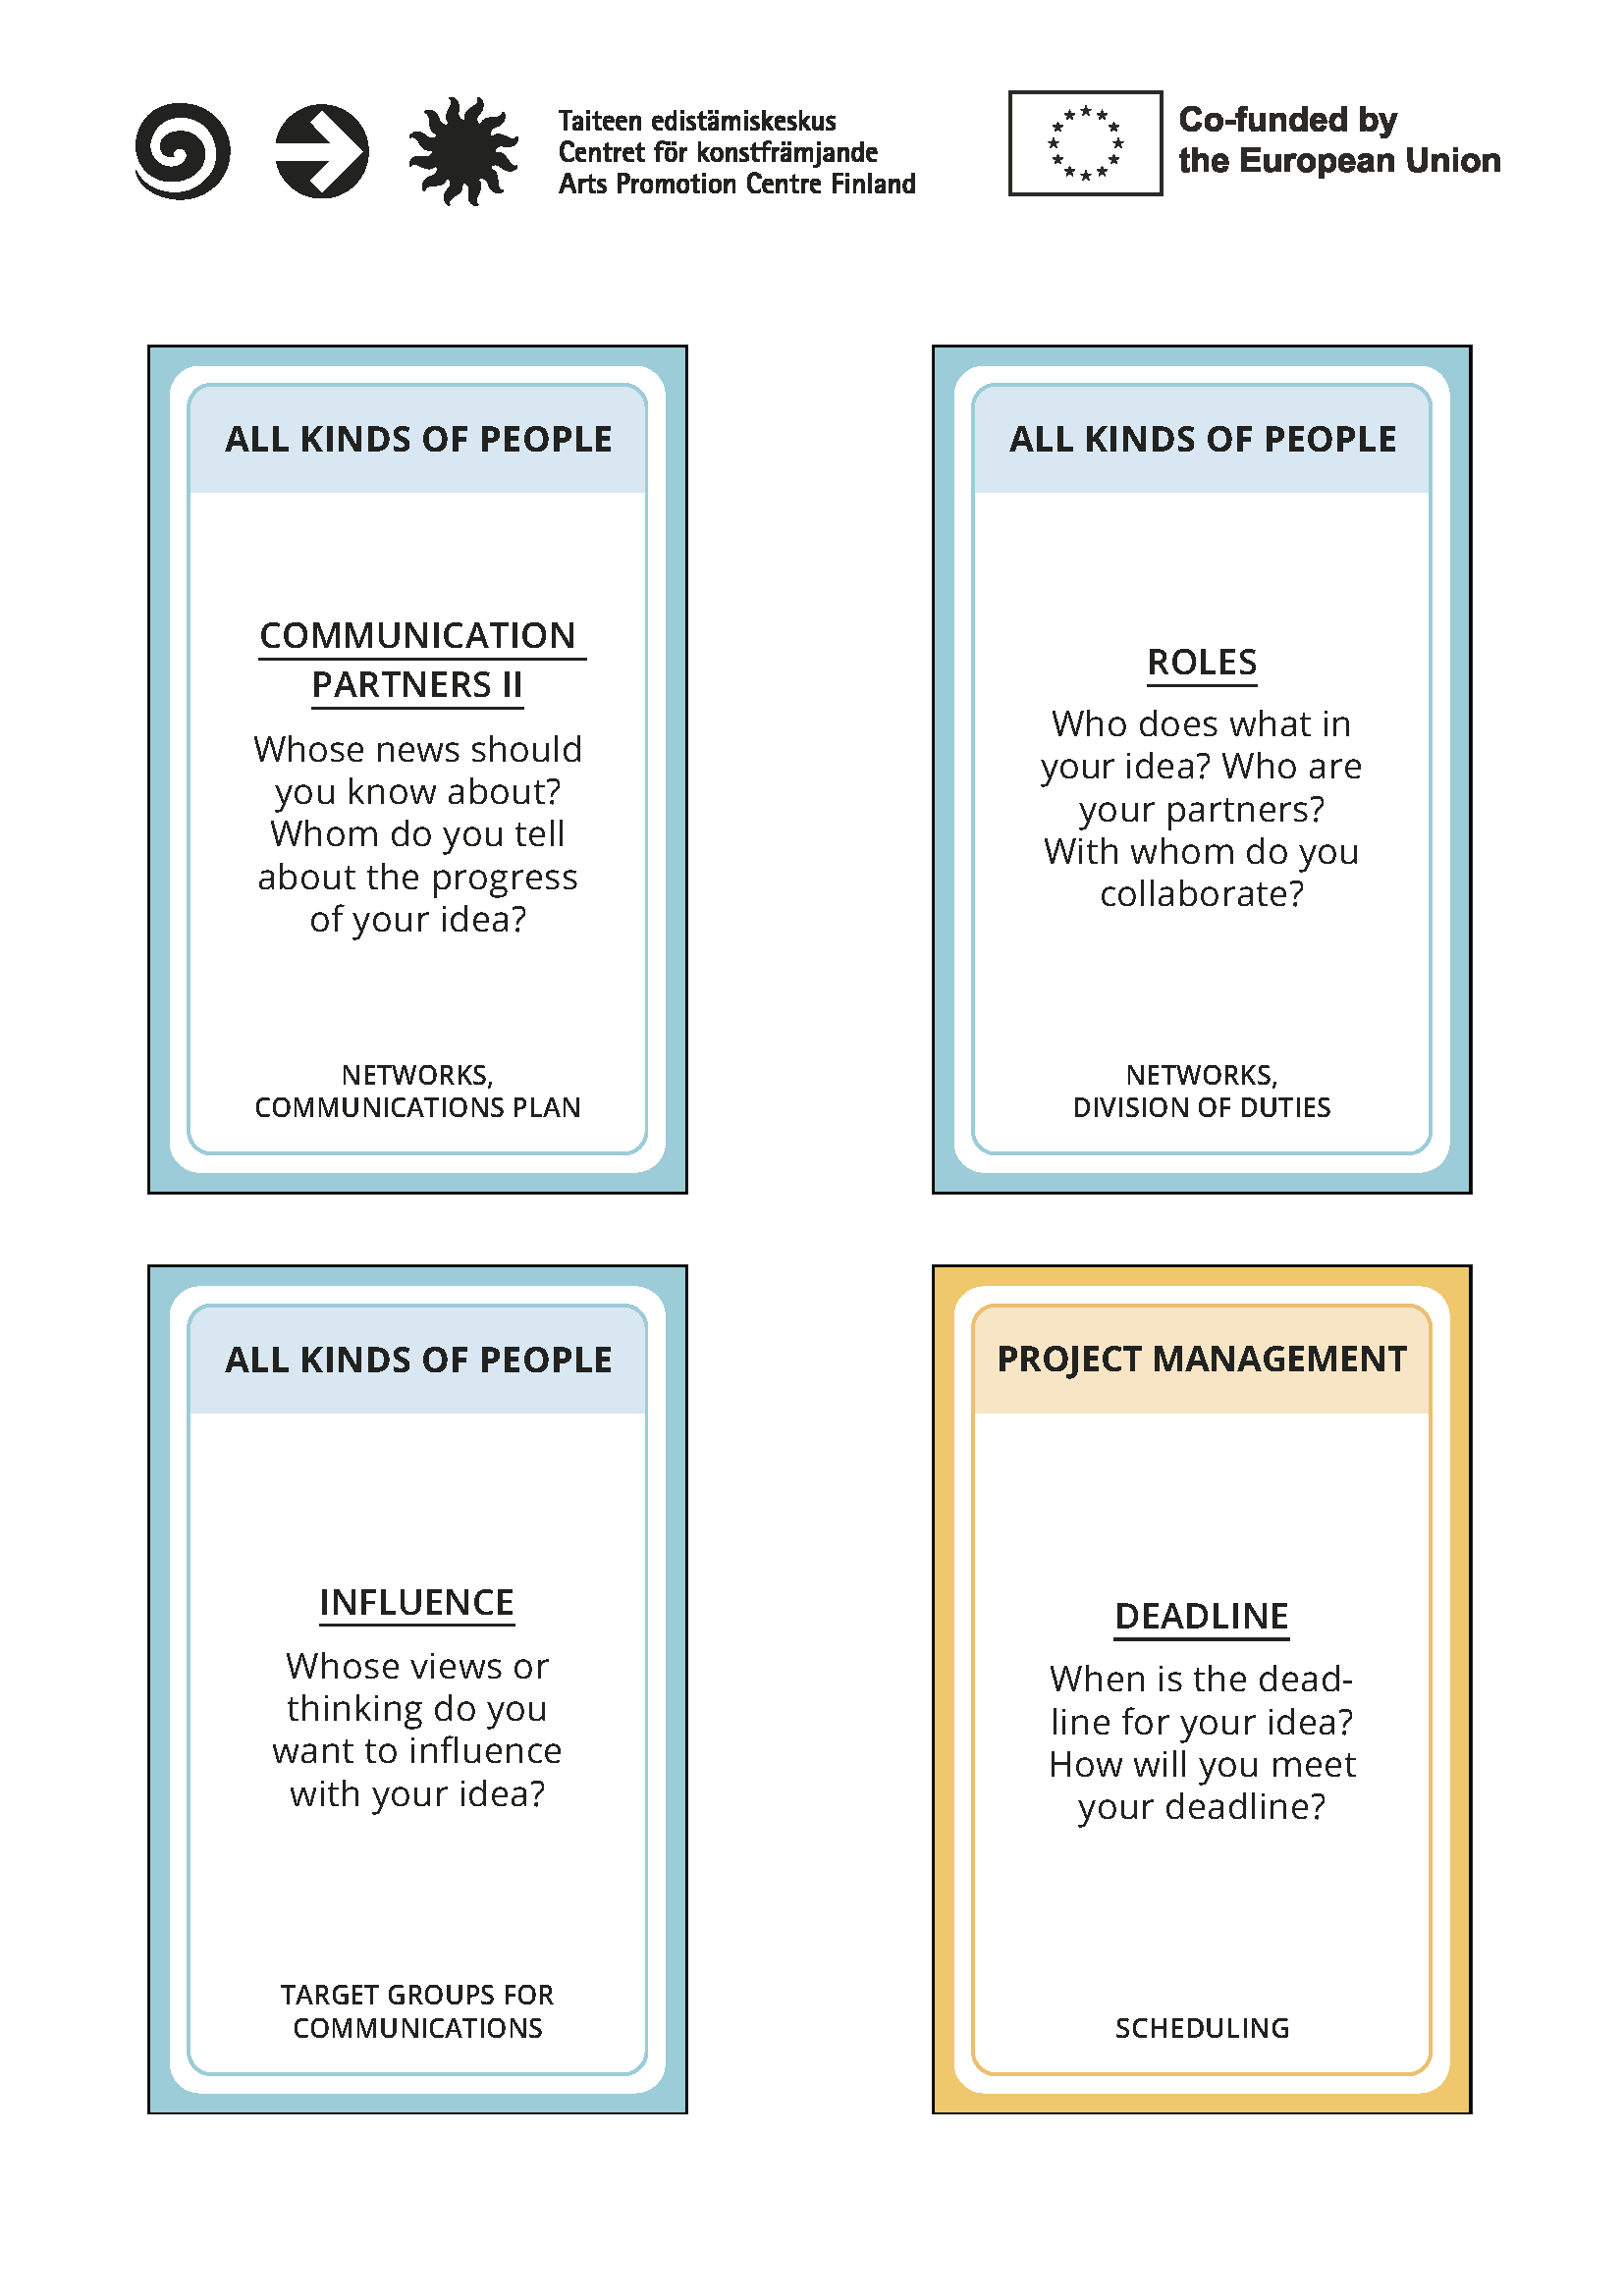 Taiteen edistämiskeskus
Centret för konstfrämjande
Arts Promotion Centre Finland
Co-funded by
the European Union
ALL KINDS OF PEOPLE
COMMUNICATION
PARTNERS II
Whose news should
you know about?
Whom do you tell
about the progress
of your idea?
NETWORKS,
COMMUNICATIONS PLAN
ALL KINDS OF PEOPLE
ROLES
Who does what in
your idea? Who are
your partners?
With whom do you
collaborate?
NETWORKS,
DIVISION OF DUTIES
ALL KINDS OF PEOPLE
INFLUENCE
Whose views or
thinking do you
want to influence
with your idea?
TARGET GROUPS FOR
COMMUNICATIONS
PROJECT MANAGEMENT
DEADLINE
When is the dead-
line for your idea?
How will you meet
your deadline?
SCHEDULING